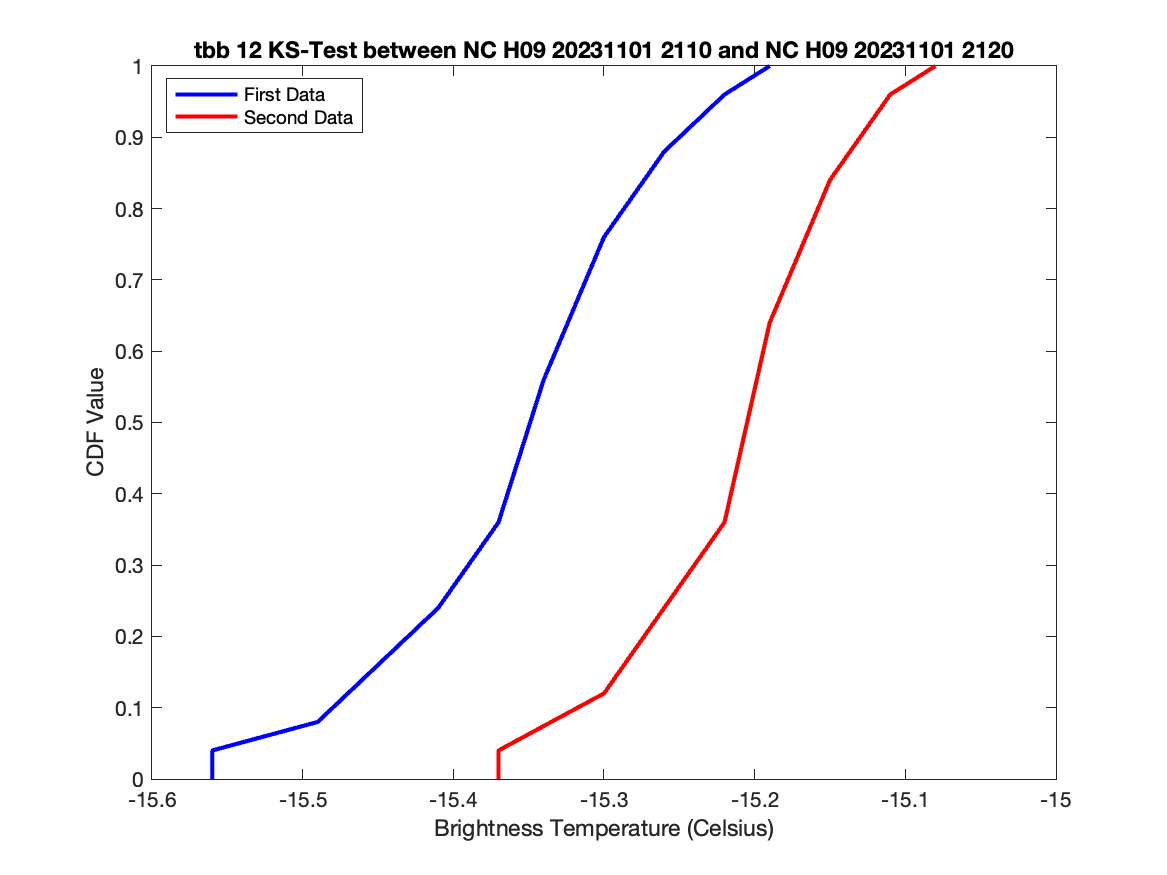 tbb 12 KS-Test between NC H09 20231101 2110 and NC H09 20231101 2120
First Data
Second Data
1
0.9
0.8
0.7
0.6
0.5
0.4
0.3
0.2
0.1
0
CDF Value
-15.6 -15.5 -15.4 -15.3 -15.2 -15.1 -15
Brightness Temperature (Celsius)